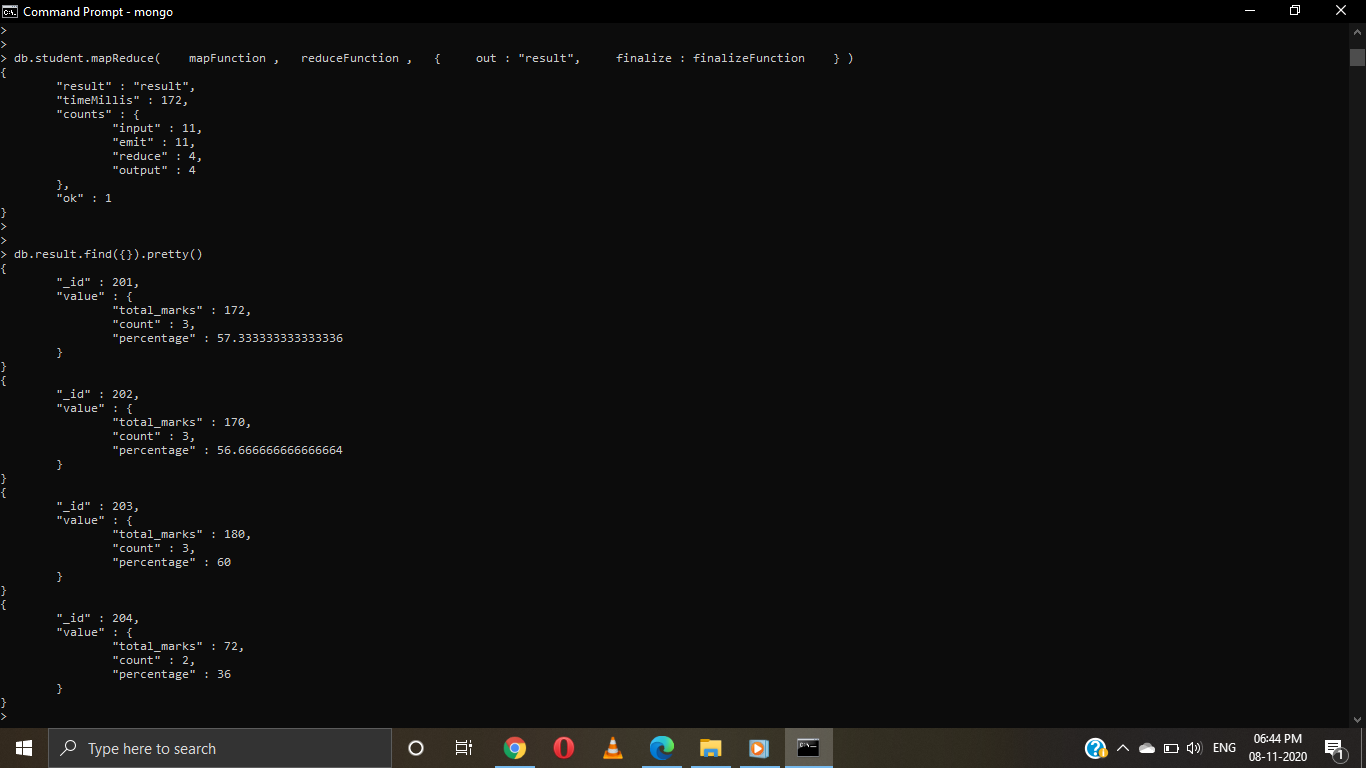 Command Prompt - mongo
>
>
> db.student.mapReduce(    mapFunction ,   reduceFunction ,   {     out : "result",     finalize : finalizeFunction    } )
{
        "result" : "result",
        "timeMillis" : 172,
        "counts" : {
                "input" : 11,
                "emit" : 11,
                "reduce" : 4,
                "output" : 4
        },
        "ok" : 1
}
>
>
> db.result.find({}).pretty()
{
        "_id" : 201,
        "value" : {
                "total_marks" : 172,
                "count" : 3,
                "percentage" : 57.333333333333336
        }
}
{
        "_id" : 202,
        "value" : {
                "total_marks" : 170,
                "count" : 3,
                "percentage" : 56.666666666666664
        }
}
{
        "_id" : 203,
        "value" : {
                "total_marks" : 180,
                "count" : 3,
                "percentage" : 60
        }
}
{
        "_id" : 204,
        "value" : {
                "total_marks" : 72,
                "count" : 2,
                "percentage" : 36
        }
}
>
Type here to search
ENG
06:44 PM
08-11-2020
1